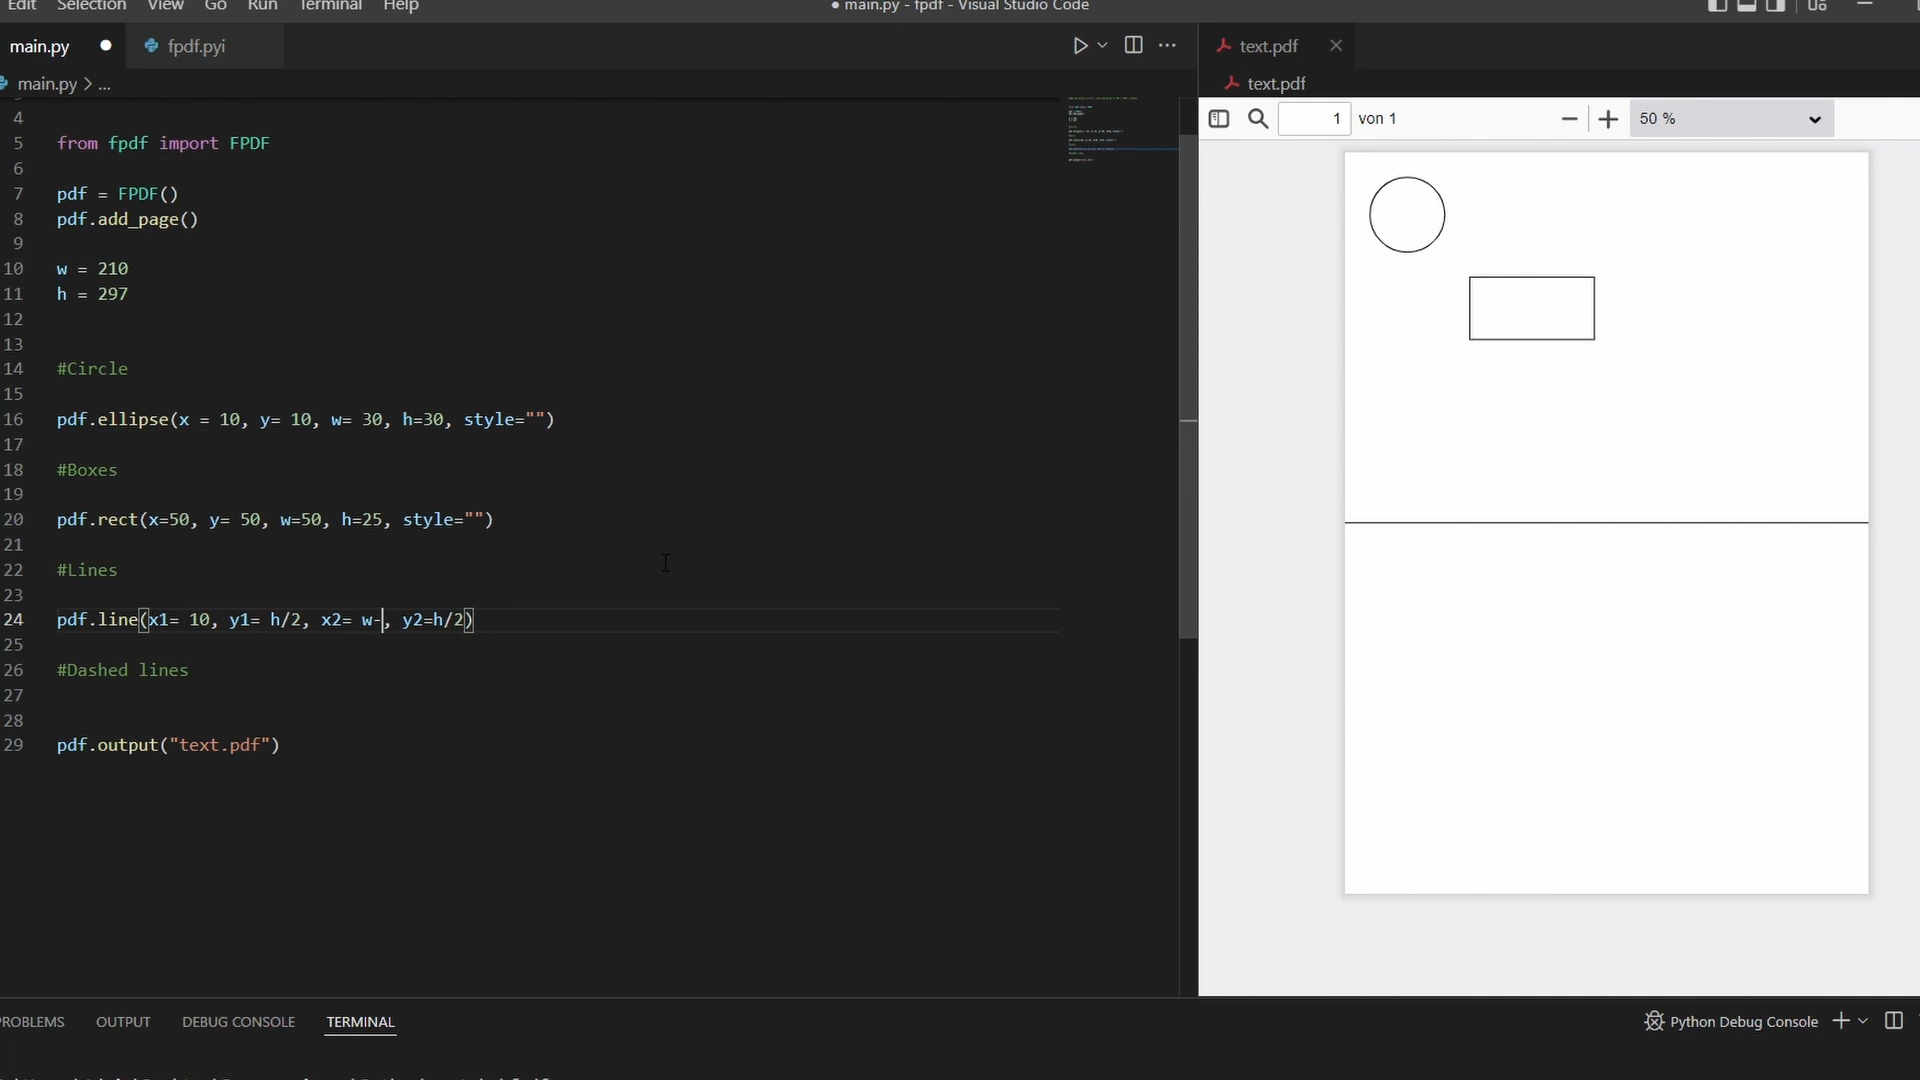 Edit Selection View Go Run Terminal Help
● main.py - fpdf - Visual Studio Code
main.py ● fpdf.pyi
text.pdf
main.py > ...
text.pdf
1 von 1 50 %
4
5 from fpdf import FPDF
6
7 pdf = FPDF()
8 pdf.add_page()
9
10 w = 210
11 h = 297
12
13
14 #Circle
15
16 pdf.ellipse(x = 10, y= 10, w= 30, h=30, style="")
17
18 #Boxes
19
20 pdf.rect(x=50, y= 50, w=50, h=25, style="")
21
22 #Lines
23
24 pdf.line(x1= 10, y1= h/2, x2= w-, y2=h/2)
25
26 #Dashed lines
27
28
29 pdf.output("text.pdf")
PROBLEMS OUTPUT DEBUG CONSOLE TERMINAL
Python Debug Console